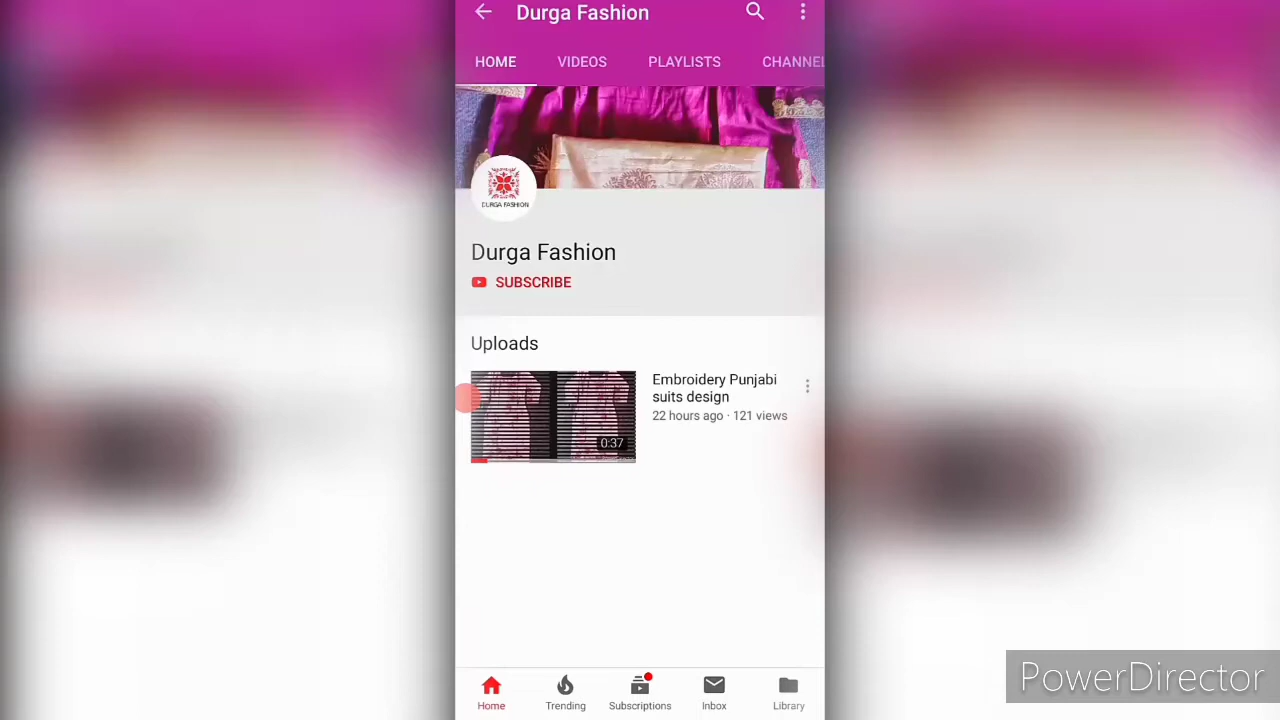 Durga Fashion
HOME VIDEOS PLAYLISTS CHANNEL
DURGA FASHION
Durga Fashion
SUBSCRIBE
Uploads
0:37
Embroidery Punjabi
suits design
22 hours ago · 121 views
Home Trending Subscriptions Inbox Library
PowerDirector